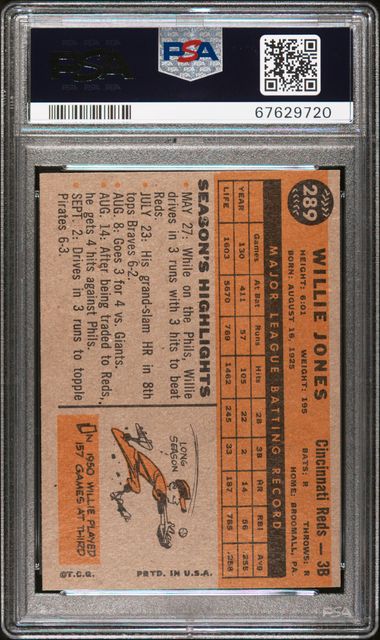 PSA
PSA
67629720
289
WILLIE JONES
Cincinnati Reds — 3B
HEIGHT: 6:01 WEIGHT: 195 BATS: R THROWS: R
BORN: AUGUST 16, 1925 HOME: BROOMALL, PA.
MAJOR LEAGUE BATTING RECORD
Games At Bat Runs Hits 2B 3B HR RBI Avg.
YEAR 130 411 57 105 22 2 14 56 .255
LIFE 1603 5670 769 1462 245 33 187 785 .258
SEASON'S HIGHLIGHTS
• MAY 27: While on the Phils, Willie
drives in 3 runs with 3 hits to beat
Reds.
• JULY 23: His grand-slam HR in 8th
tops Braves 6-2.
• AUG. 8: Goes 3 for 4 vs. Giants.
• AUG. 14: After being traded to Reds,
he gets 4 hits against Phils.
• SEPT. 2: Drives in 3 runs to topple
Pirates 6-3.
LONG
SEASON
IN 1950 WILLIE PLAYED
157 GAMES AT THIRD
©T.C.G. PRTD. IN U.S.A.